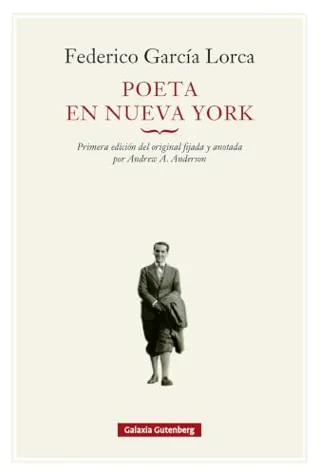 Federico García Lorca
POETA
EN NUEVA YORK
Primera edición del original fijada y anotada
por Andrew A. Anderson
Galaxia Gutenberg